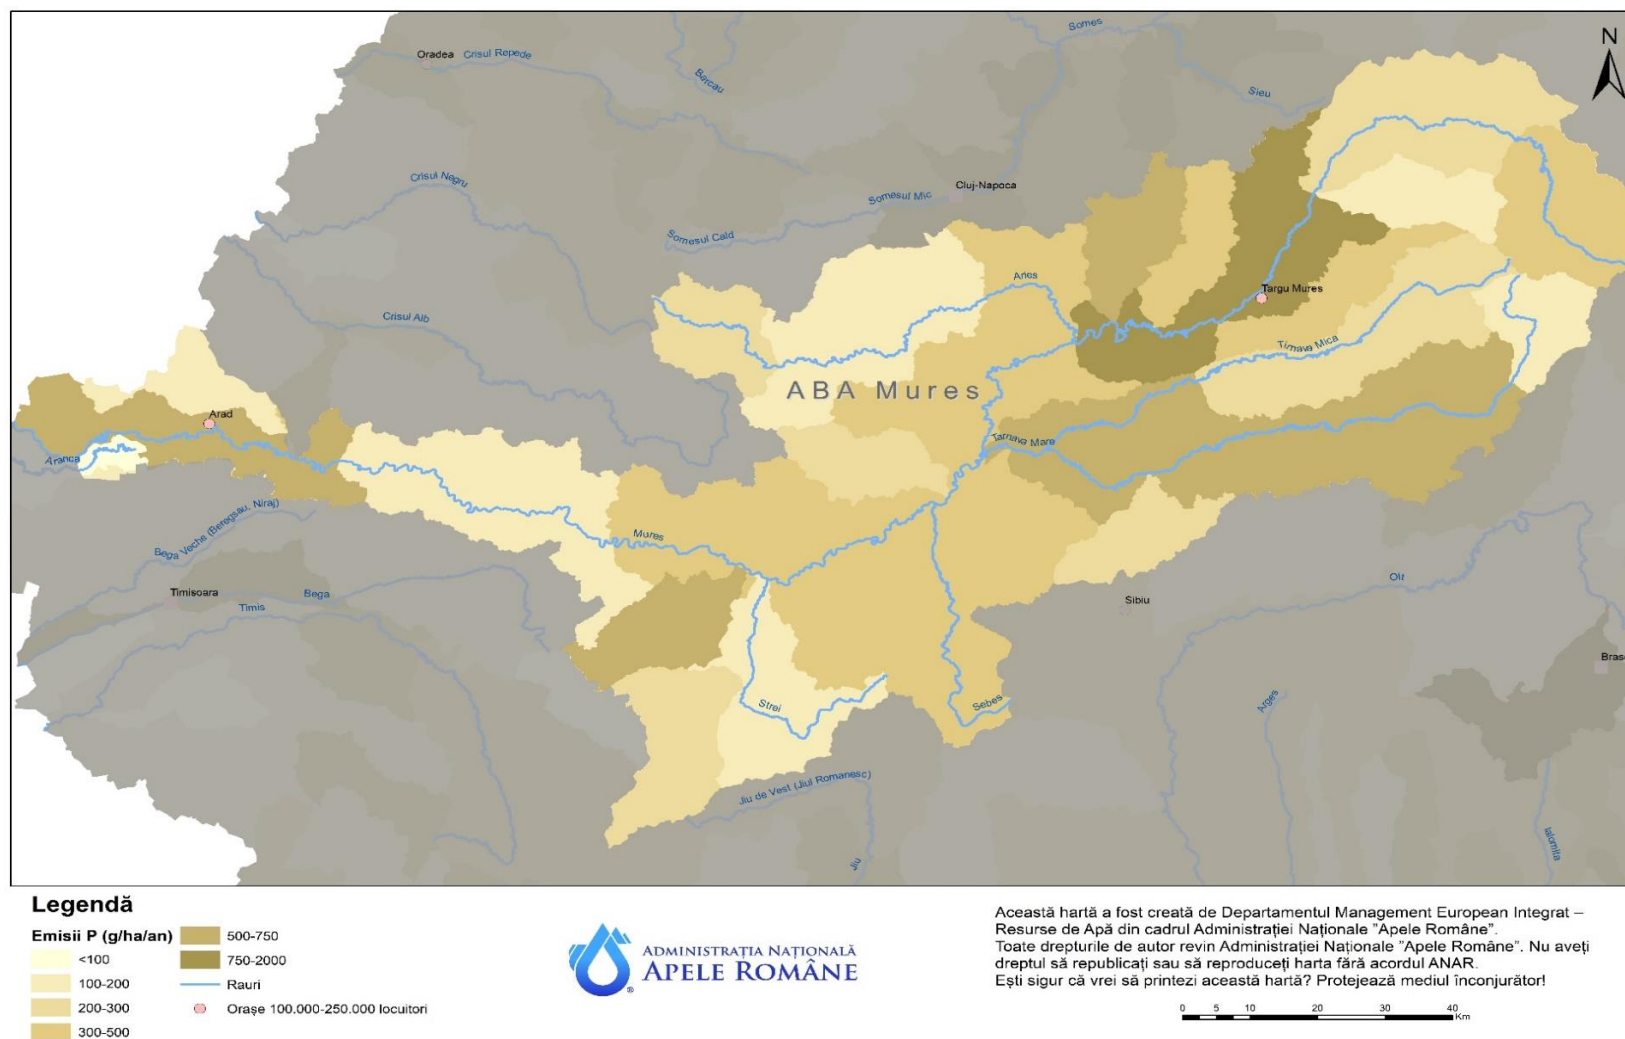 N
Somes
Oradea
Crisul Repede
Barcau
Sieu
Crisul Negru
Cluj-Napoca
Somesul Mic
Somesul Cald
Aries
Targu Mures
Crisul Alb
Tirnava Mica
ABA Mures
Arad
Tarnava Mare
Aranca
Bega Veche (Beregsau, Niraj)
Mures
Olt
Timisoara
Bega
Timis
Sibiu
Bras
Strei
Sebes
Arges
Jiu de Vest (Jiul Romanesc)
Jiu
Ialomita
Legendă
Emisii P (g/ha/an)
<100
100-200
200-300
300-500
500-750
750-2000
Rauri
Orașe 100.000-250.000 locuitori
ADMINISTRAȚIA NAȚIONALĂ
APELE ROMÂNE
®
Această hartă a fost creată de Departamentul Management European Integrat –
Resurse de Apă din cadrul Administrației Naționale "Apele Române".
Toate drepturile de autor revin Administrației Naționale "Apele Române". Nu aveți
dreptul să republicați sau să reproduceți harta fără acordul ANAR.
Ești sigur că vrei să printezi această hartă? Protejează mediul înconjurător!
0 5 10 20 30 40
Km